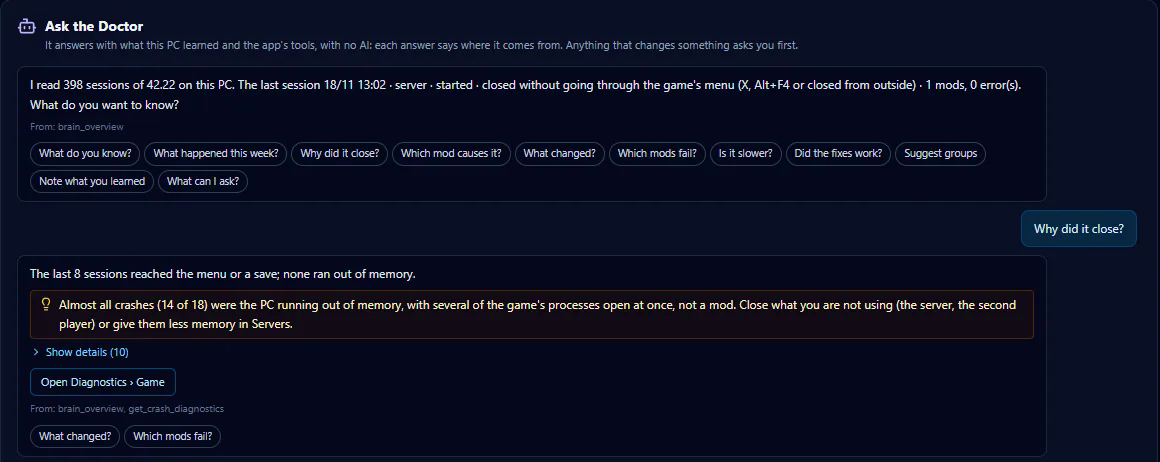 Ask the Doctor
It answers with what this PC learned and the app's tools, with no AI: each answer says where it comes from. Anything that changes something asks you first.
I read 398 sessions of 42.22 on this PC. The last session 18/11 13:02 · server · started · closed without going through the game's menu (X, Alt+F4 or closed from outside) · 1 mods, 0 error(s).
What do you want to know?
From: brain_overview
What do you know? What happened this week? Why did it close? Which mod causes it? What changed? Which mods fail? Is it slower? Did the fixes work? Suggest groups
Note what you learned What can I ask?
Why did it close?
The last 8 sessions reached the menu or a save; none ran out of memory.
Almost all crashes (14 of 18) were the PC running out of memory, with several of the game's processes open at once, not a mod. Close what you are not using (the server, the second
player) or give them less memory in Servers.
Show details (10)
Open Diagnostics › Game
From: brain_overview, get_crash_diagnostics
What changed? Which mods fail?